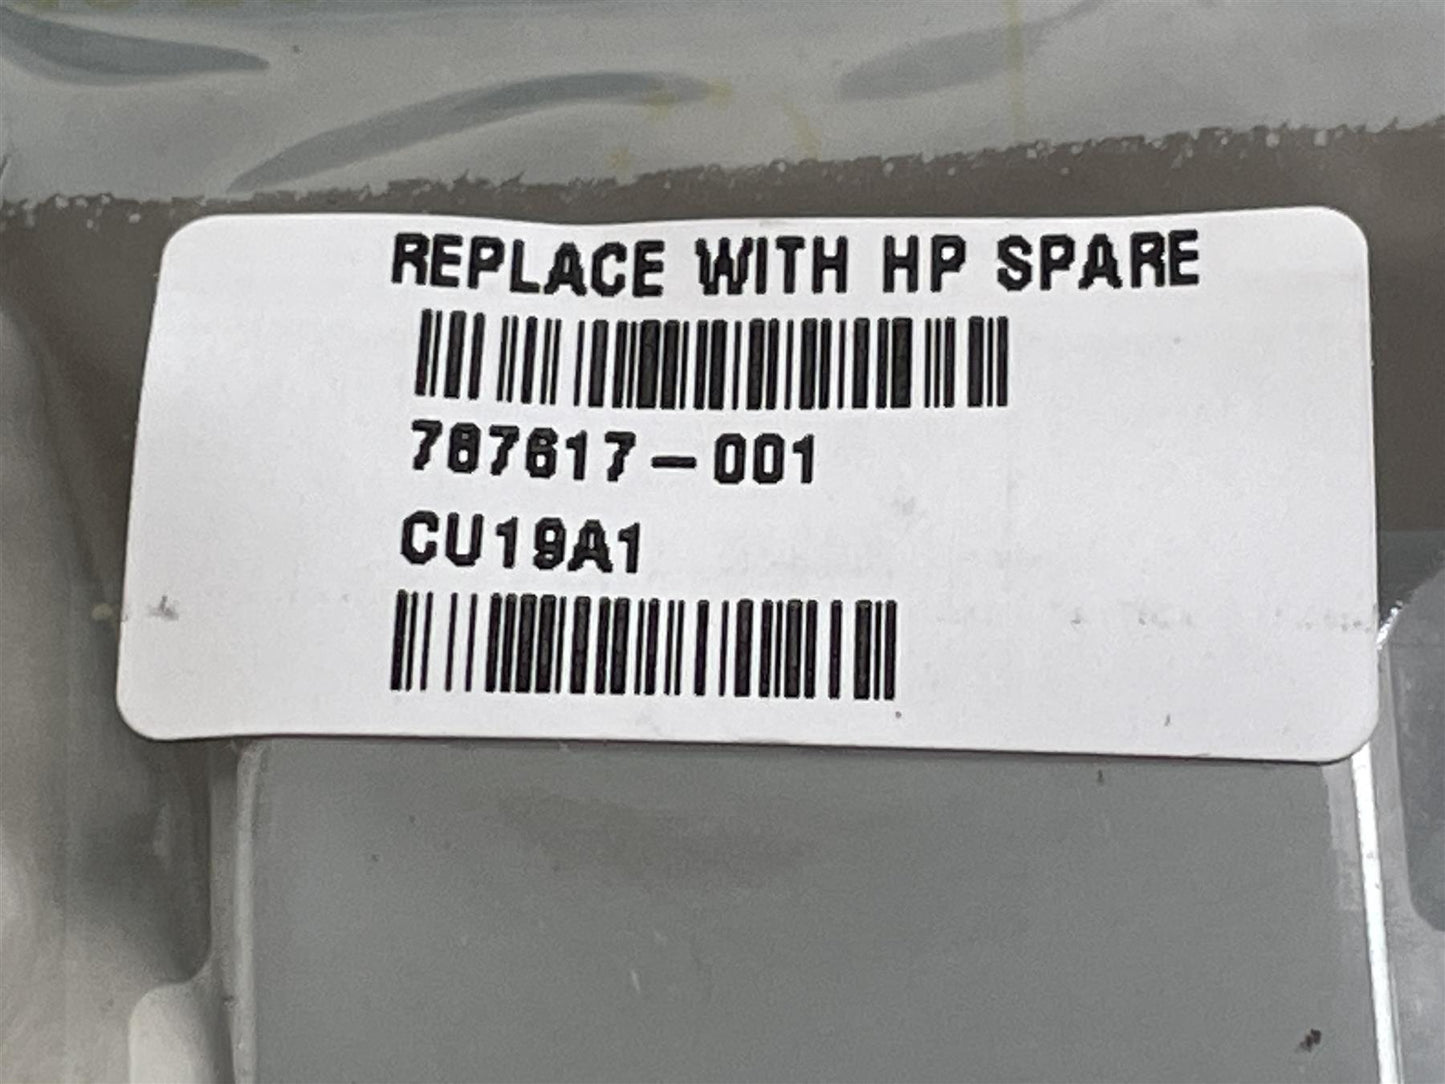 REPLACE WITH HP SPARE
787617-001
CU19A1